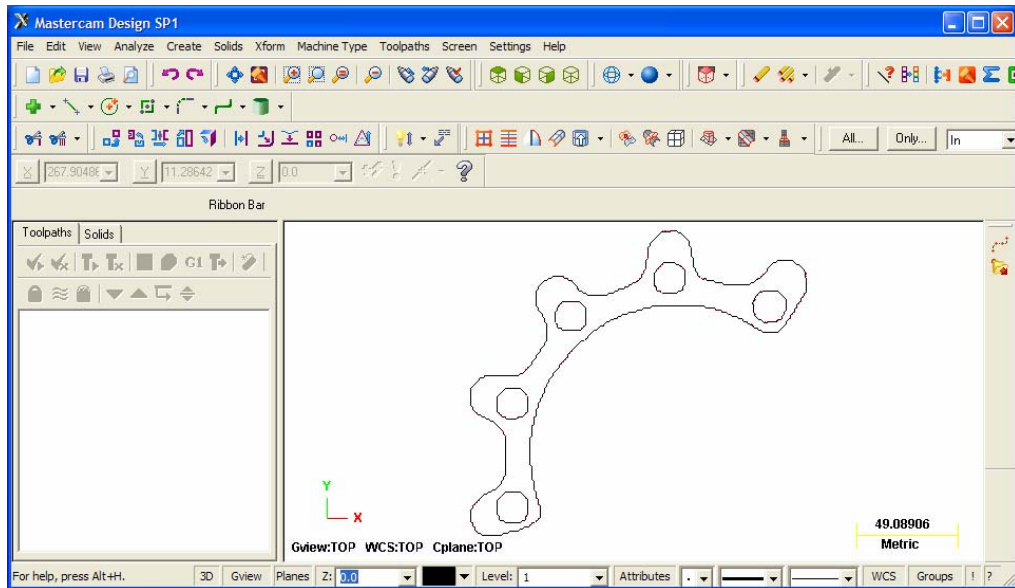 Mastercam Design SP1
File Edit View Analyze Create Solids Xform Machine Type Toolpaths Screen Settings Help
All... Only... In
X 267.90486 Y 11.28642 Z 0.0
Ribbon Bar
Toolpaths Solids
G1
Y
X
49.08906
Metric
Gview:TOP WCS:TOP Cplane:TOP
For help, press Alt+H. 3D Gview Planes Z: 0.0 Level: 1 Attributes WCS Groups ! ?